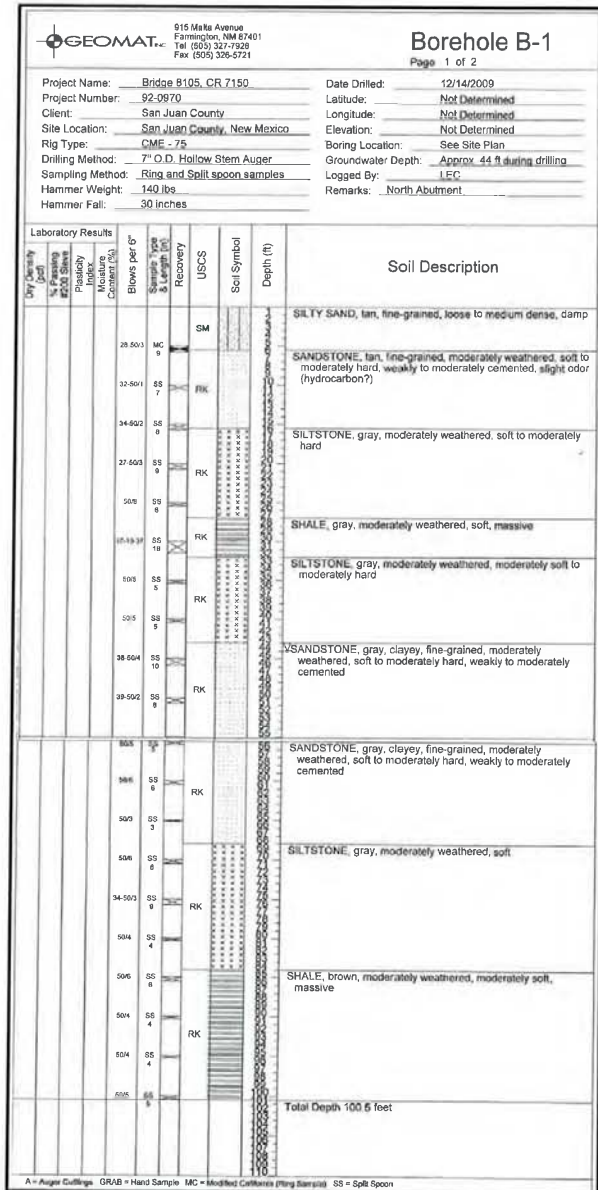 GEOMAT INC
915 Malta Avenue
Farmington, NM 87401
Tel (505) 327-7928
Fax (505) 326-5721
Borehole B-1
Page 1 of 2
Project Name: Bridge 8105, CR 7150
Project Number: 92-0970
Client: San Juan County
Site Location: San Juan County, New Mexico
Rig Type: CME - 75
Drilling Method: 7" O.D. Hollow Stem Auger
Sampling Method: Ring and Split spoon samples
Hammer Weight: 140 lbs
Hammer Fall: 30 inches
Date Drilled: 12/14/2009
Latitude: Not Determined
Longitude: Not Determined
Elevation: Not Determined
Boring Location: See Site Plan
Groundwater Depth: Approx. 44 ft during drilling
Logged By: LEC
Remarks: North Abutment
Laboratory Results
Dry Density (pcf)
% Passing #200 Sieve
Plasticity Index
Moisture Content (%)
Blows per 6"
Sample Type & Length (in)
Recovery
USCS
Soil Symbol
Depth (ft)
Soil Description
SM
SILTY SAND, tan, fine-grained, loose to medium dense, damp
28-50/3 MC 9
SANDSTONE, tan, fine-grained, moderately weathered, soft to
moderately hard, weakly to moderately cemented, slight odor
(hydrocarbon?)
32-50/1 SS 7
RK
34-50/2 SS 8
SILTSTONE, gray, moderately weathered, soft to moderately
hard
27-50/3 SS 9
RK
50/6 SS 6
SHALE, gray, moderately weathered, soft, massive
SS 18
RK
SILTSTONE, gray, moderately weathered, moderately soft to
moderately hard
50/5 SS 5
RK
50/5 SS 5
SANDSTONE, gray, clayey, fine-grained, moderately
weathered, soft to moderately hard, weakly to moderately
cemented
38-50/4 SS 10
RK
39-50/2 SS 8
50/5 SS 5
SANDSTONE, gray, clayey, fine-grained, moderately
weathered, soft to moderately hard, weakly to moderately
cemented
50/6 SS 6
RK
50/3 SS 3
SILTSTONE, gray, moderately weathered, soft
50/6 SS 6
34-50/3 SS 9
RK
50/4 SS 4
50/6 SS 6
SHALE, brown, moderately weathered, moderately soft,
massive
50/4 SS 4
RK
50/4 SS 4
50/5 SS 5
Total Depth 100.5 feet
A = Auger Cuttings GRAB = Hand Sample MC = Modified California (Ring Sample) SS = Split Spoon